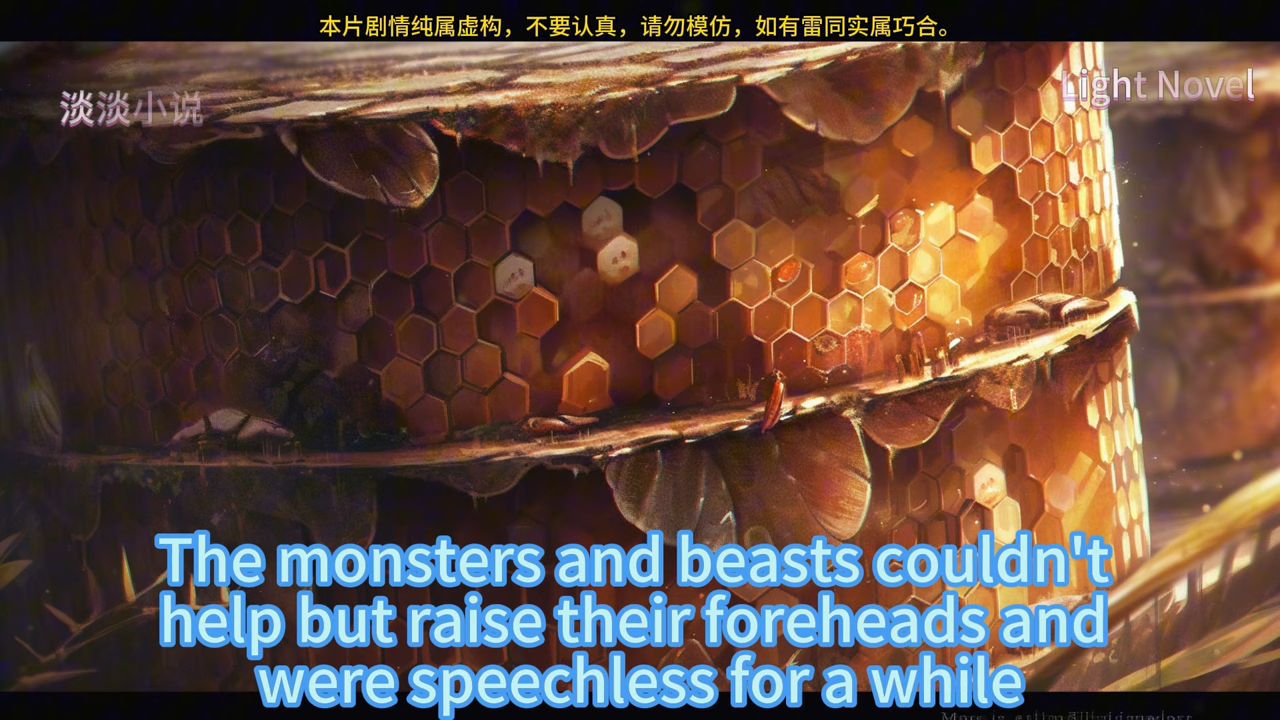 本片剧情纯属虚构，不要认真，请勿模仿，如有雷同实属巧合。
淡淡小说
Light Novel
The monsters and beasts couldn't
help but raise their foreheads and
were speechless for a while